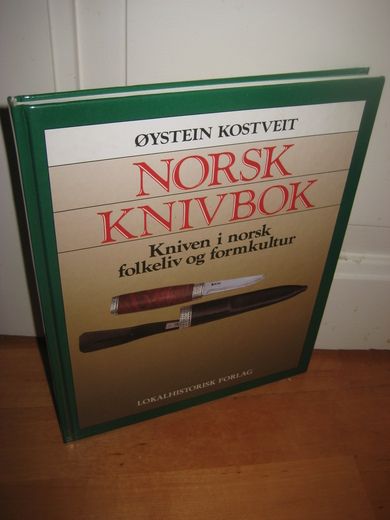 ØYSTEIN KOSTVEIT
NORSK
KNIVBOK
Kniven i norsk
folkeliv og formkultur
LOKALHISTORISK FORLAG